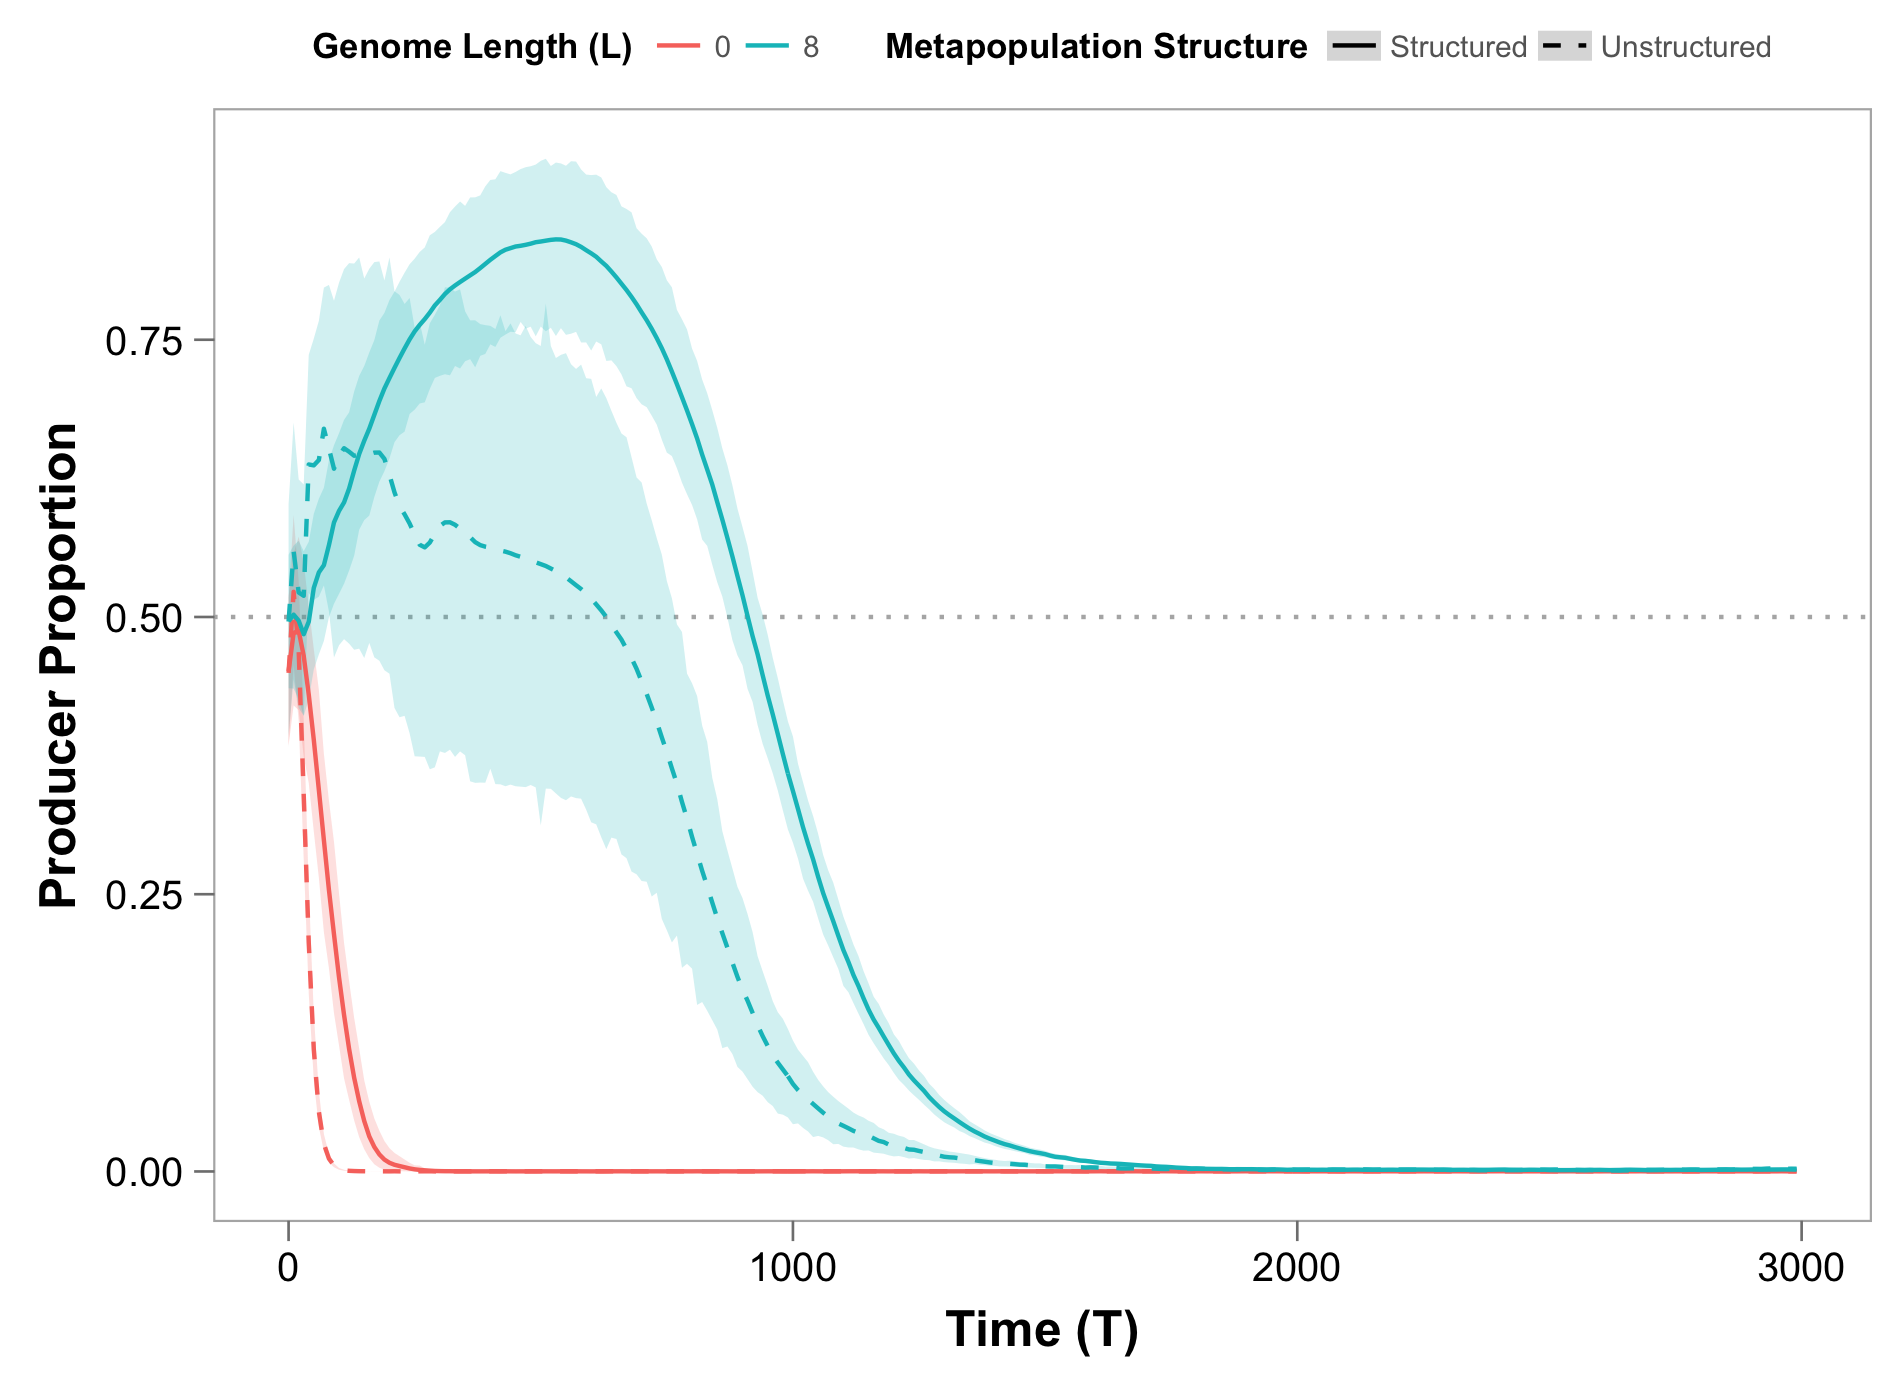 Genome Length (L) 0 8 Metapopulation Structure Structured Unstructured
0.75
0.50
0.25
0.00
Producer Proportion
0 1000 2000 3000
Time (T)